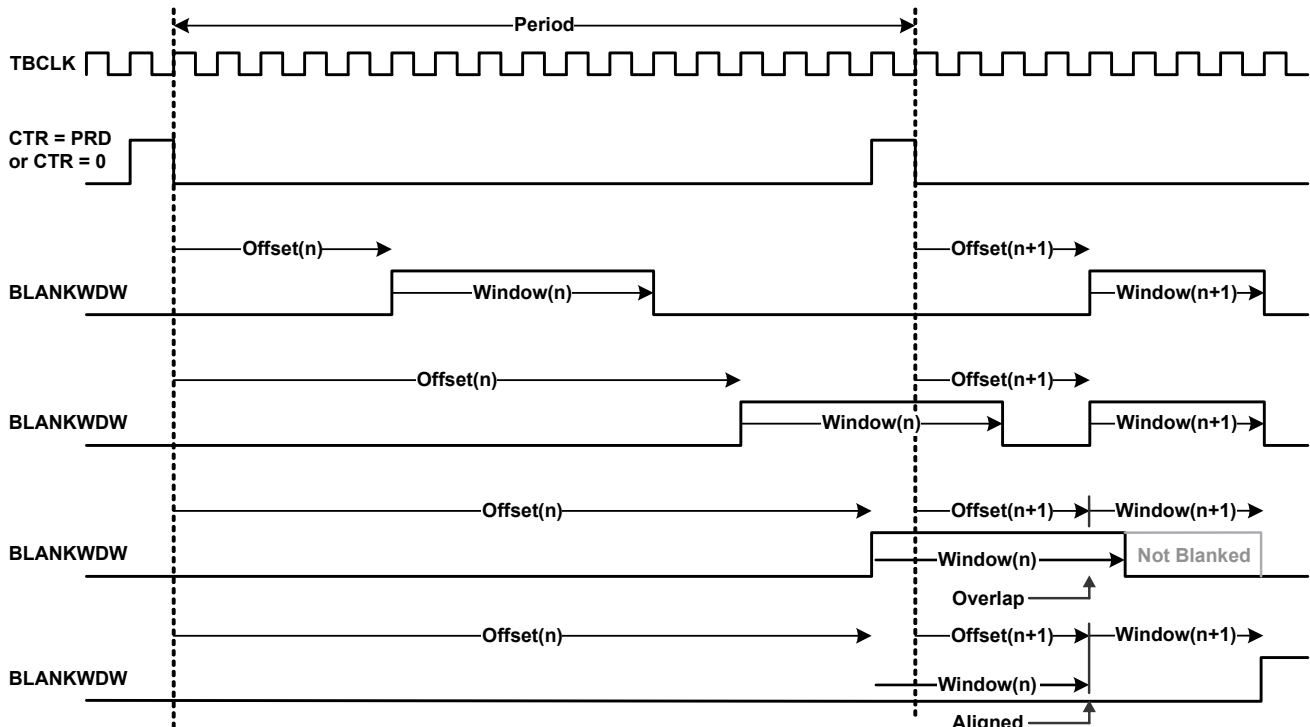 Period
TBCLK
CTR = PRD
or CTR = 0
Offset(n)
Offset(n+1)
BLANKWDW
Window(n)
Window(n+1)
Offset(n)
Offset(n+1)
BLANKWDW
Window(n)
Window(n+1)
Offset(n)
Offset(n+1)
Window(n+1)
BLANKWDW
Window(n)
Not Blanked
Overlap
Offset(n)
Offset(n+1)
Window(n+1)
BLANKWDW
Window(n)
Aligned